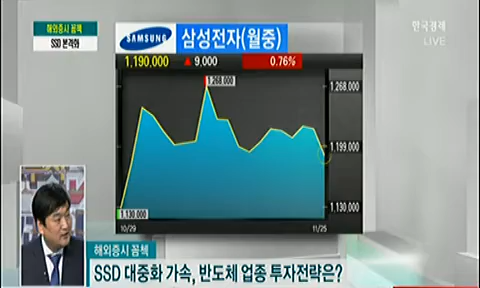 해외증시 꼼꼼체크
SSD 본격화
한국경제
LIVE
SAMSUNG
삼성전자(월중)
1,190,000 ▲ 9,000 0.76%
1,268,000
1,268,000
1,199,000
1,130,000
1,130,000
10/29 11/25
해외증시 꼼첵
SSD 대중화 가속, 반도체 업종 투자전략은?